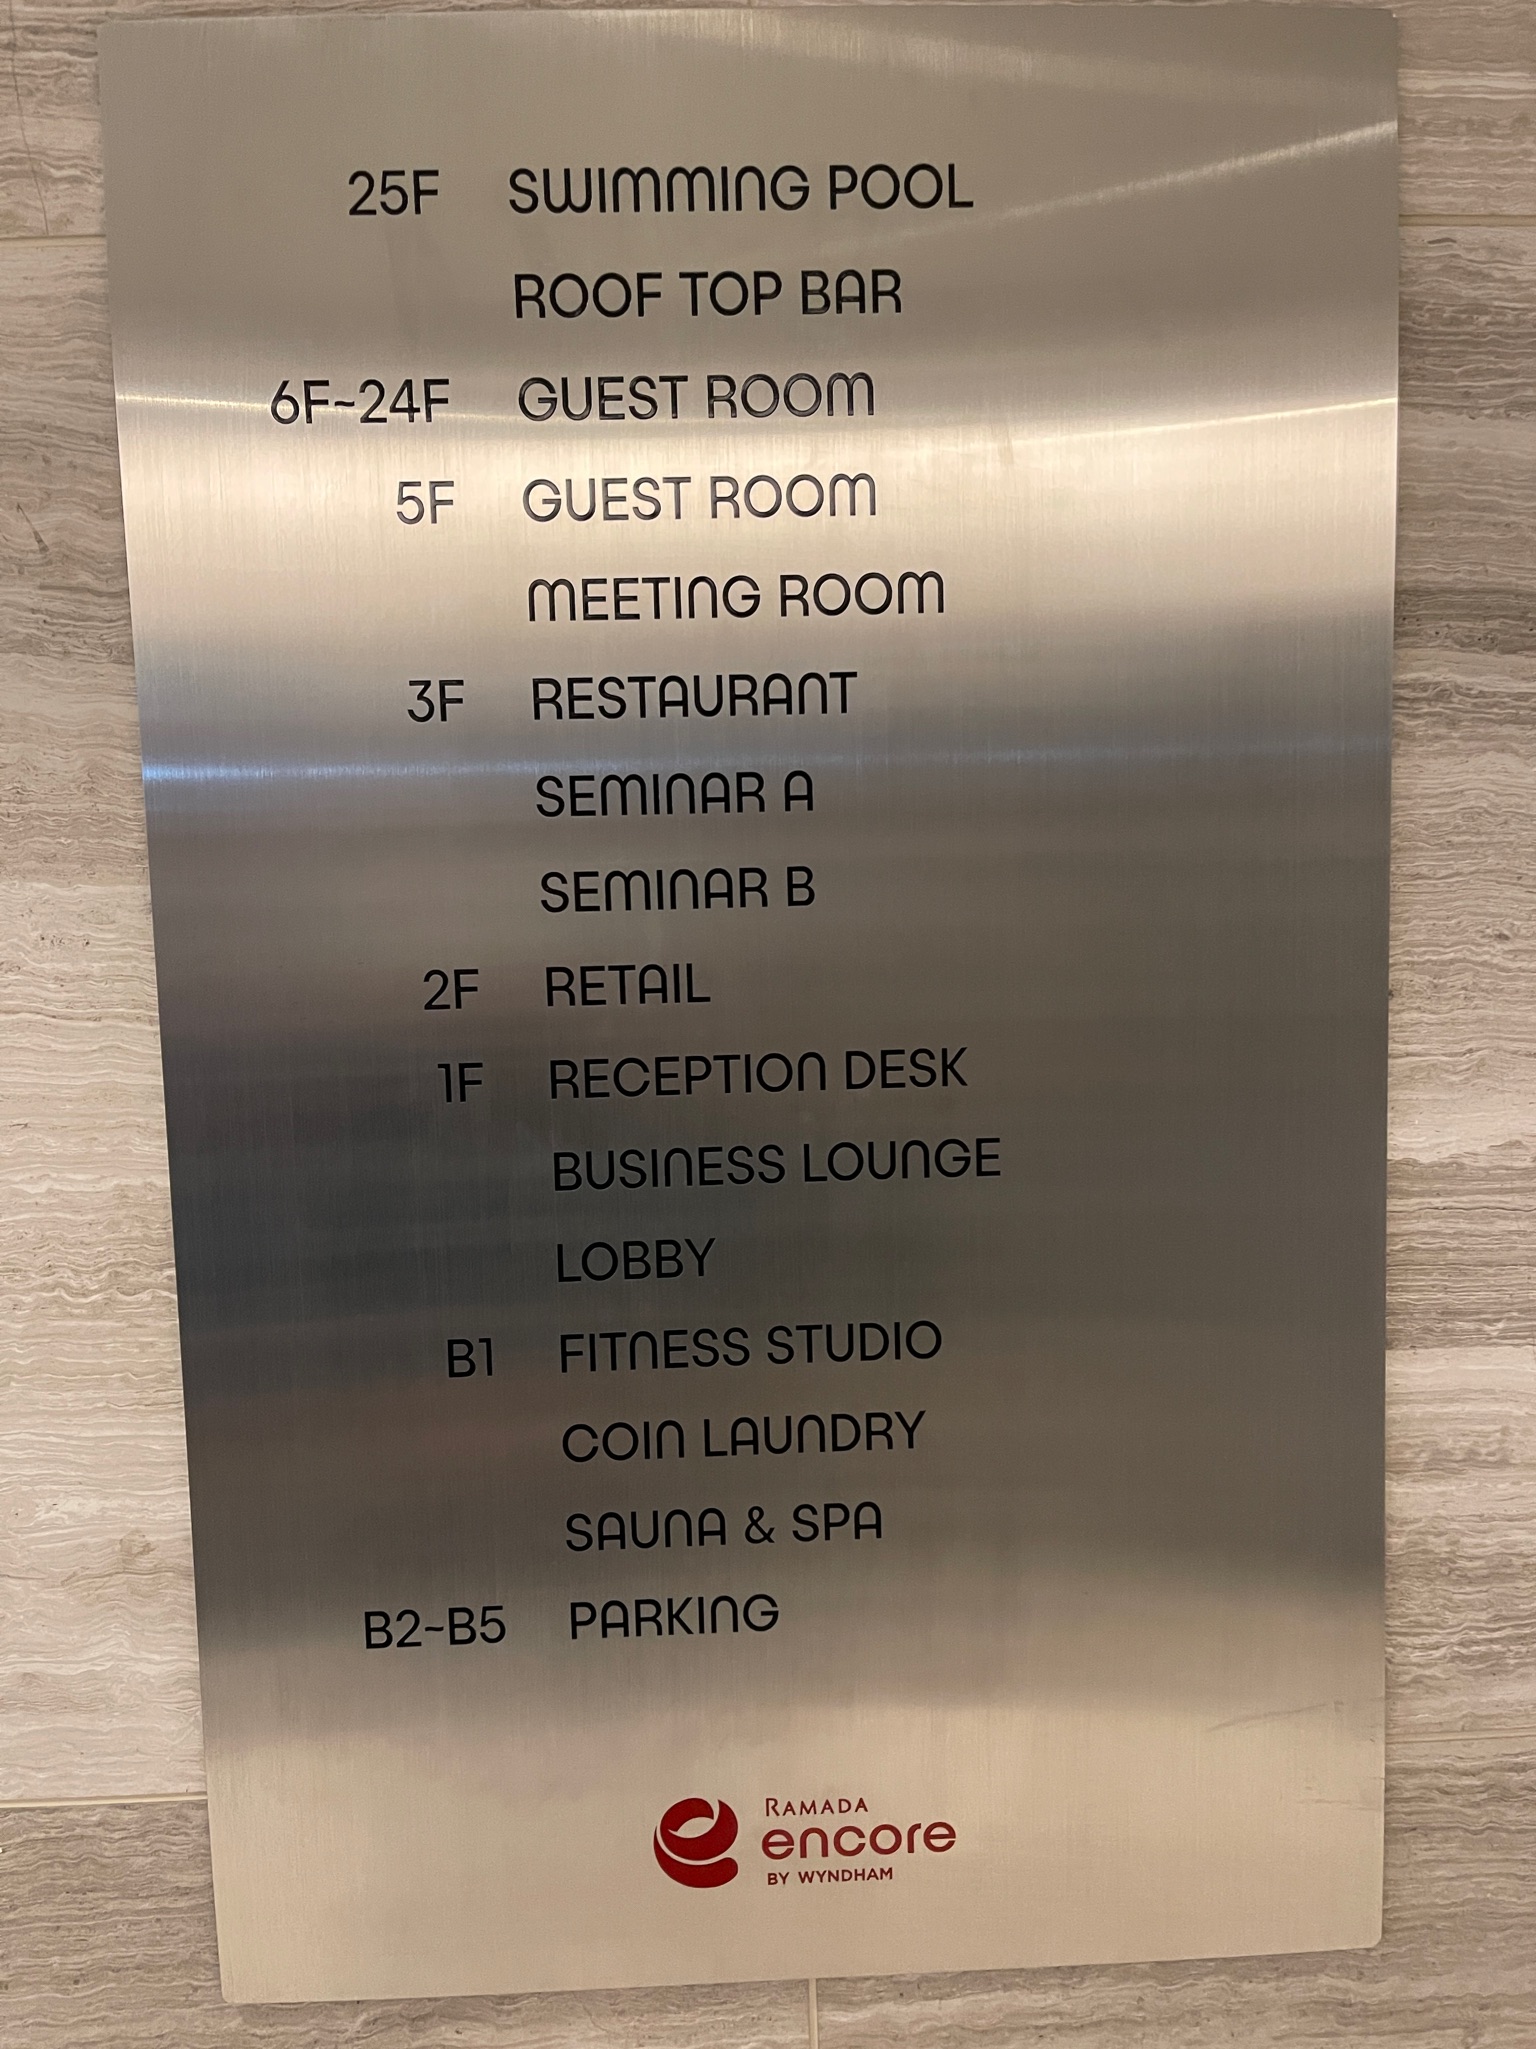 25F SWIMMING POOL
ROOF TOP BAR
6F~24F GUEST ROOM
5F GUEST ROOM
MEETING ROOM
3F RESTAURANT
SEMINAR A
SEMINAR B
2F RETAIL
1F RECEPTION DESK
BUSINESS LOUNGE
LOBBY
B1 FITNESS STUDIO
COIN LAUNDRY
SAUNA & SPA
B2~B5 PARKING
RAMADA
encore
BY WYNDHAM